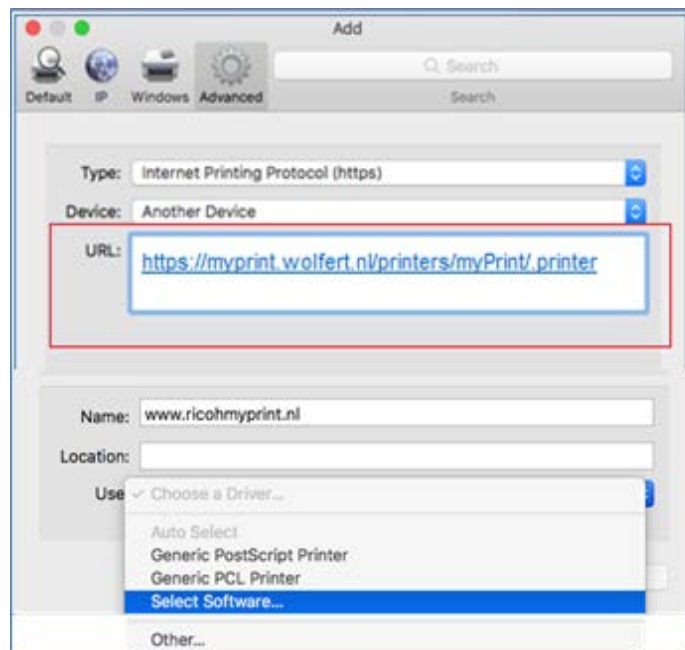 Add
Search
Default IP Windows Advanced Search
Type: Internet Printing Protocol (https)
Device: Another Device
URL: https://myprint.wolfert.nl/printers/myPrint/.printer
Name: www.ricohmyprint.nl
Location:
Use ✓ Choose a Driver...
Auto Select
Generic PostScript Printer
Generic PCL Printer
Select Software...
Other...